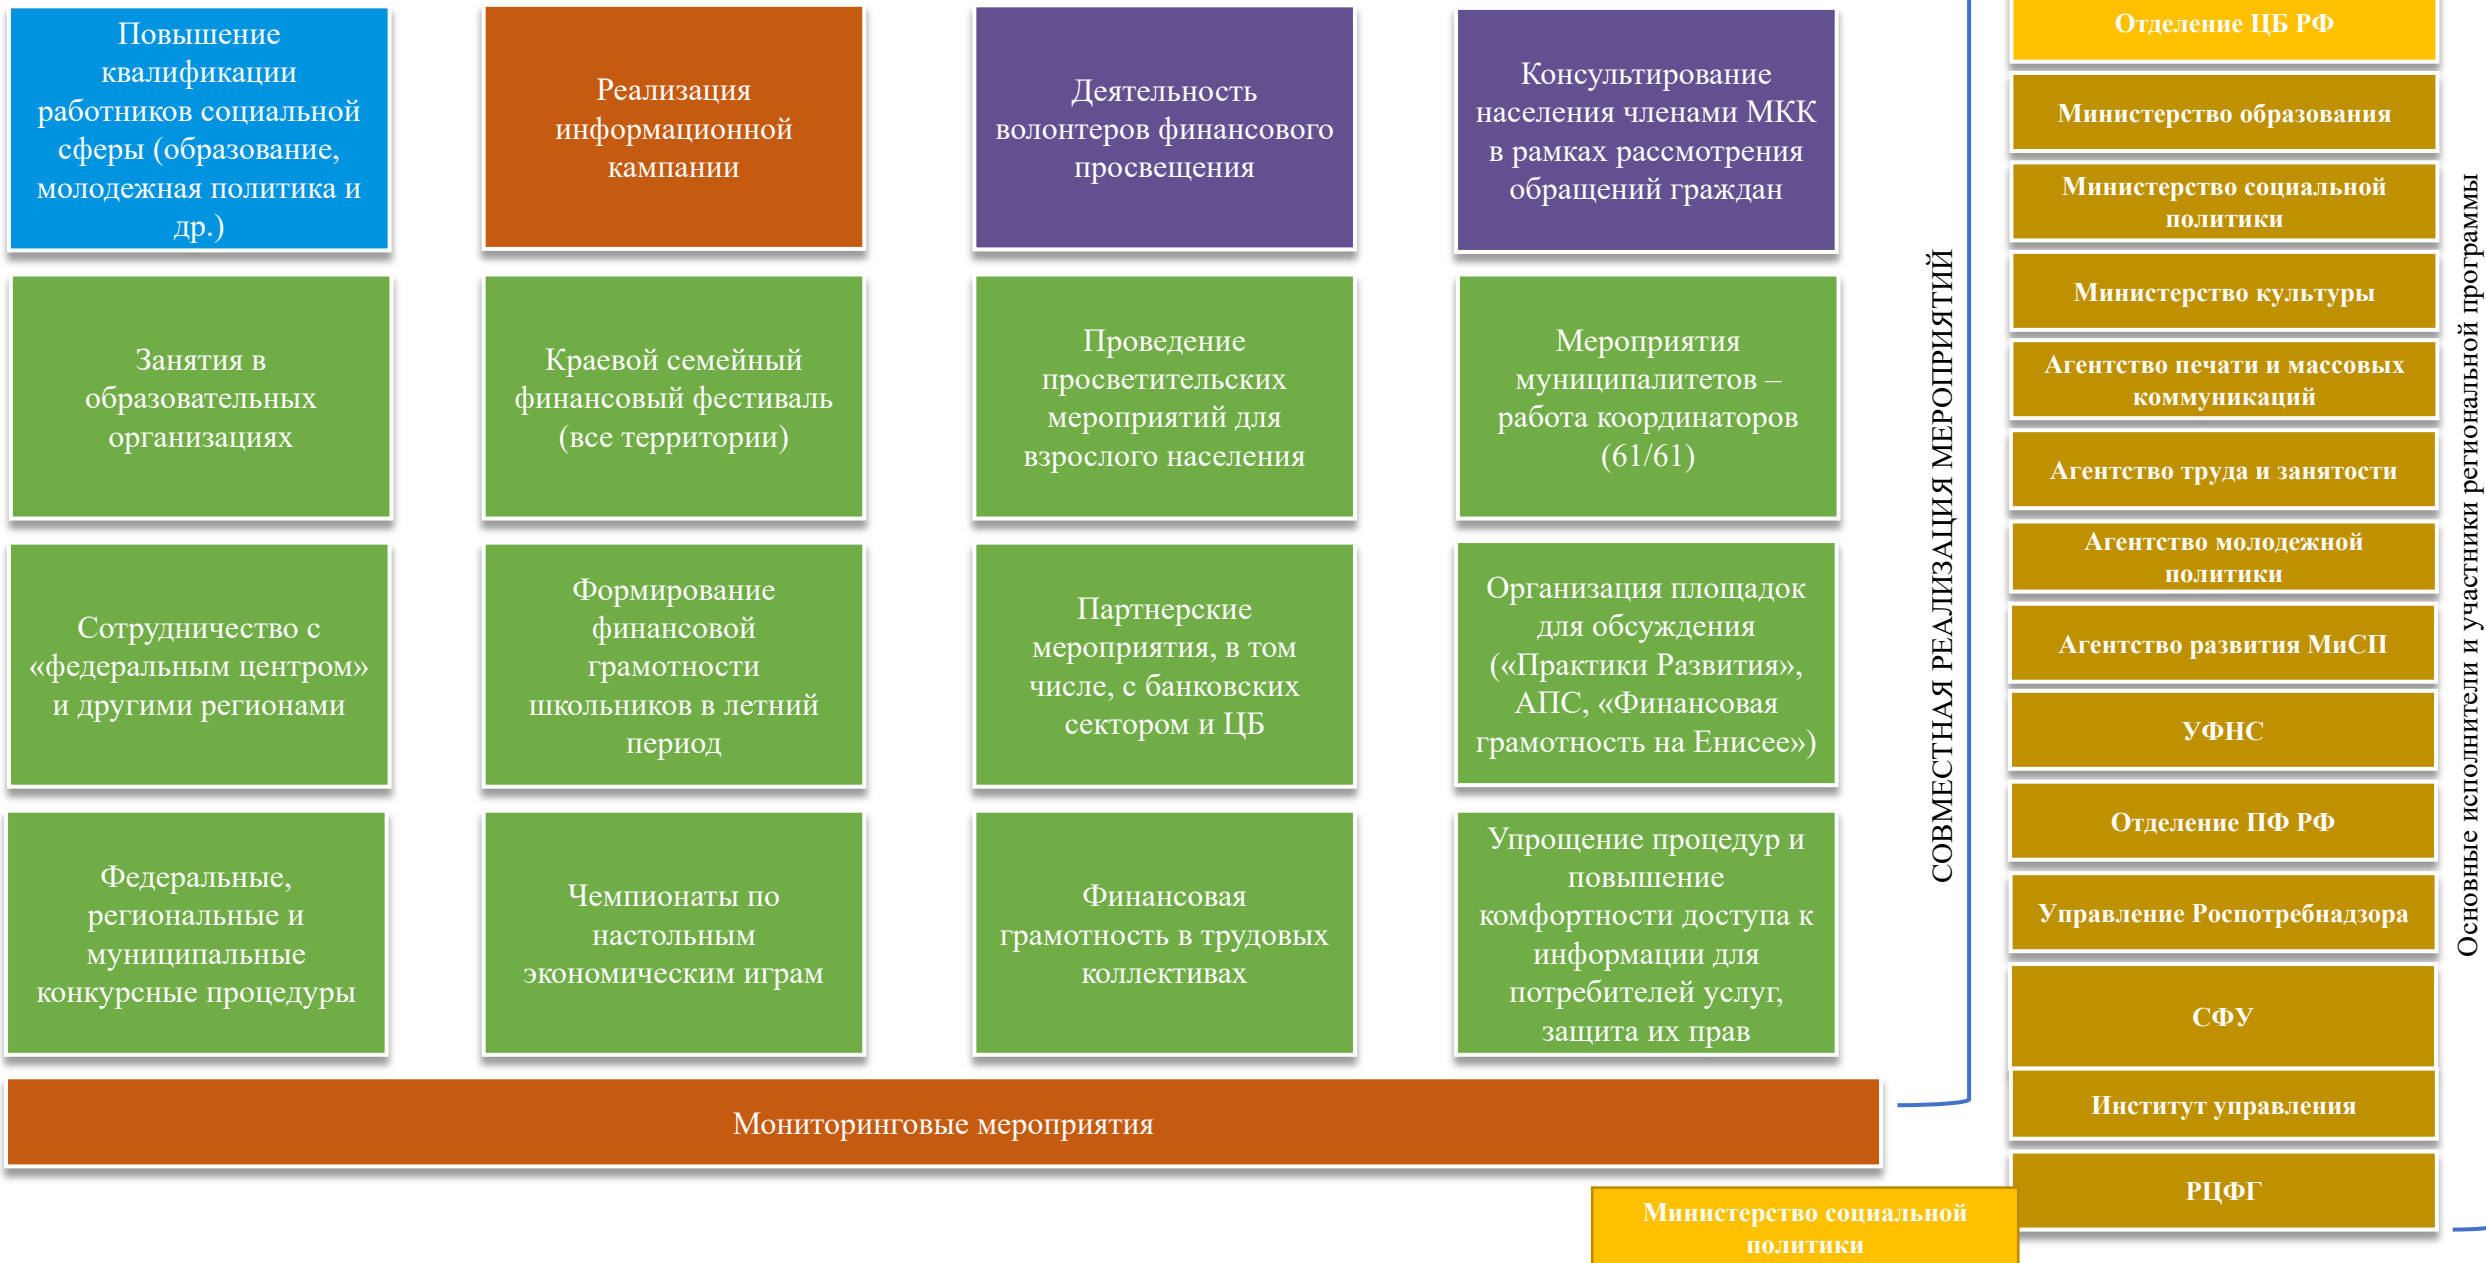 Повышение
квалификации
работников социальной
сферы (образование,
молодежная политика и
др.)
Реализация
информационной
кампании
Деятельность
волонтеров финансового
просвещения
Консультирование
населения членами МКК
в рамках рассмотрения
обращений граждан
Занятия в
образовательных
организациях
Краевой семейный
финансовый фестиваль
(все территории)
Проведение
просветительских
мероприятий для
взрослого населения
Мероприятия
муниципалитетов –
работа координаторов
(61/61)
Сотрудничество с
«федеральным центром»
и другими регионами
Формирование
финансовой
грамотности
школьников в летний
период
Партнерские
мероприятия, в том
числе, с банковских
сектором и ЦБ
Организация площадок
для обсуждения
(«Практики Развития»,
АПС, «Финансовая
грамотность на Енисее»)
Федеральные,
региональные и
муниципальные
конкурсные процедуры
Чемпионаты по
настольным
экономическим играм
Финансовая
грамотность в трудовых
коллективах
Упрощение процедур и
повышение
комфортности доступа к
информации для
потребителей услуг,
защита их прав
Мониторинговые мероприятия
СОВМЕСТНАЯ РЕАЛИЗАЦИЯ МЕРОПРИЯТИЙ
Отделение ЦБ РФ
Министерство образования
Министерство социальной
политики
Министерство культуры
Агентство печати и массовых
коммуникаций
Агентство труда и занятости
Агентство молодежной
политики
Агентство развития МиСП
УФНС
Отделение ПФ РФ
Управление Роспотребнадзора
СФУ
Институт управления
РЦФГ
Министерство социальной
политики
Основные исполнители и участники региональной программы